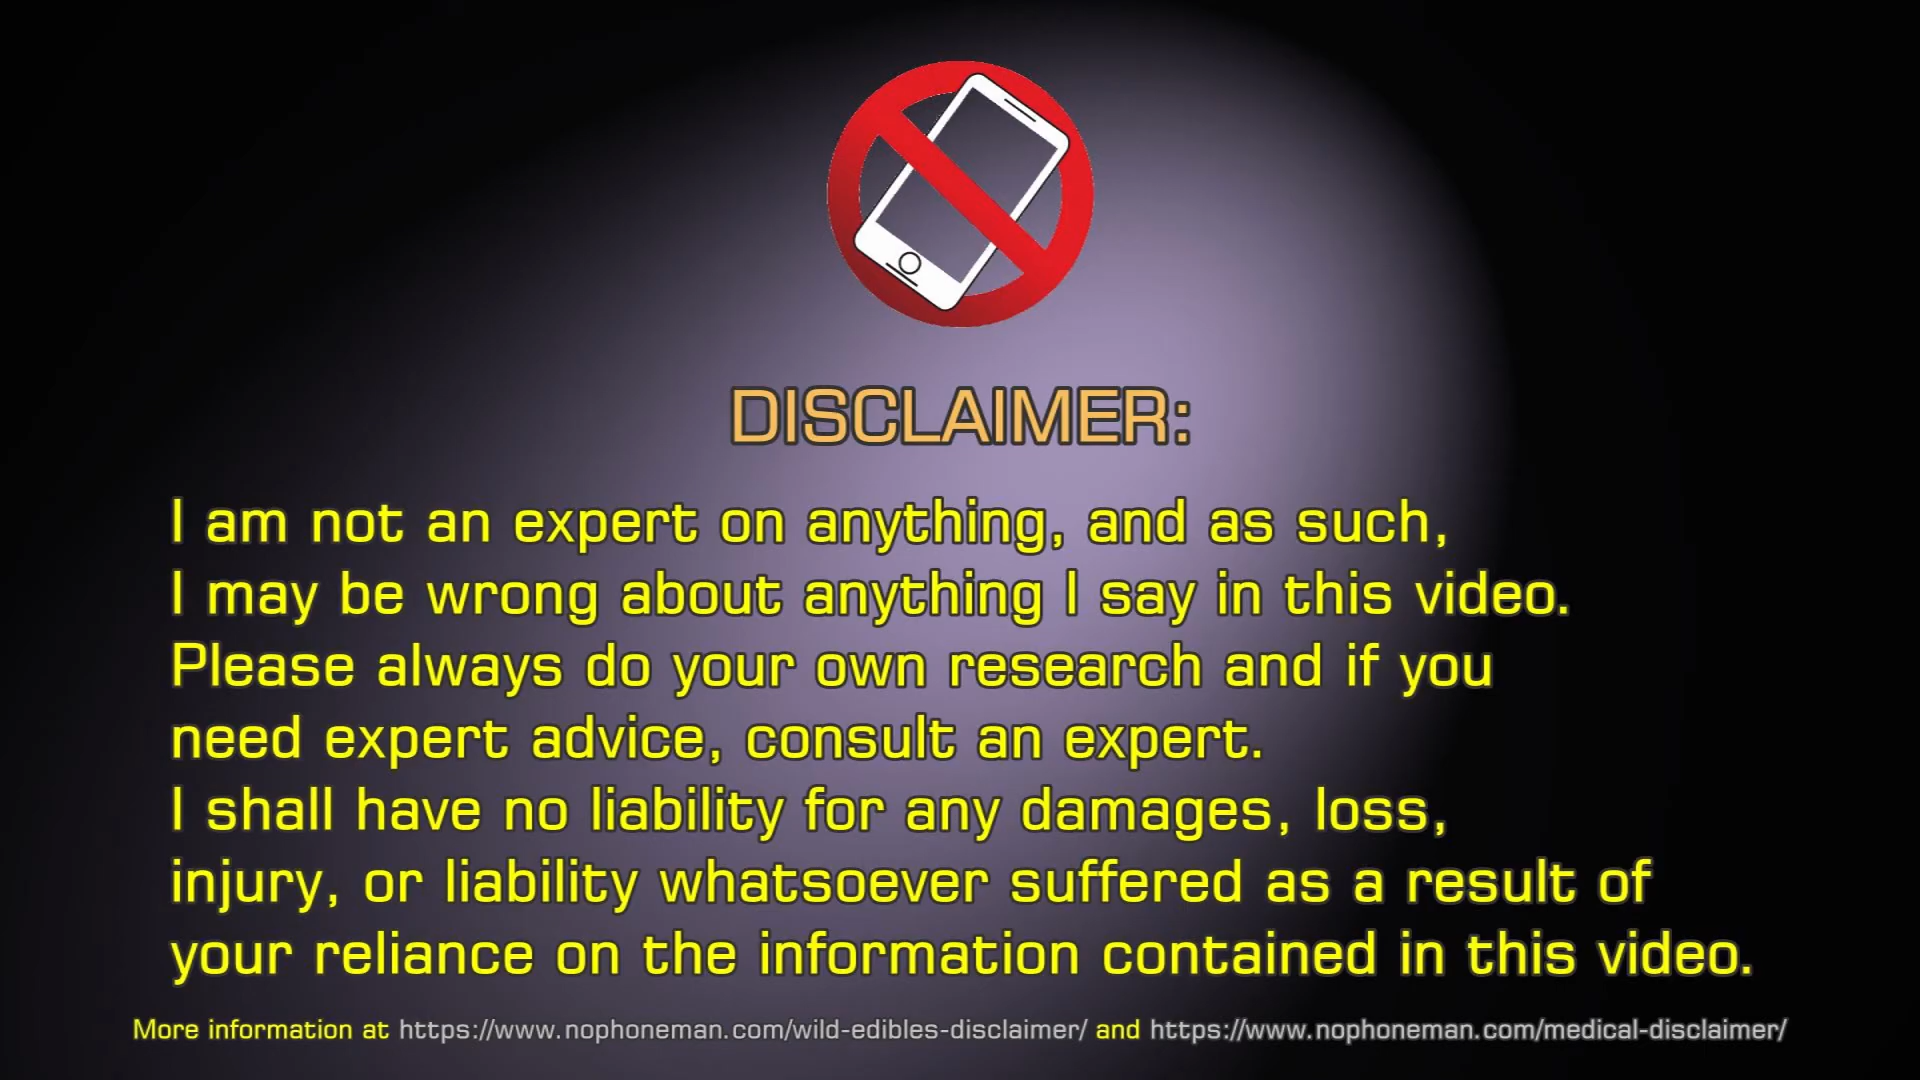 DISCLAIMER:
I am not an expert on anything, and as such,
I may be wrong about anything I say in this video.
Please always do your own research and if you
need expert advice, consult an expert.
I shall have no liability for any damages, loss,
injury, or liability whatsoever suffered as a result of
your reliance on the information contained in this video.
More information at https://www.nophoneman.com/wild-edibles-disclaimer/ and https://www.nophoneman.com/medical-disclaimer/